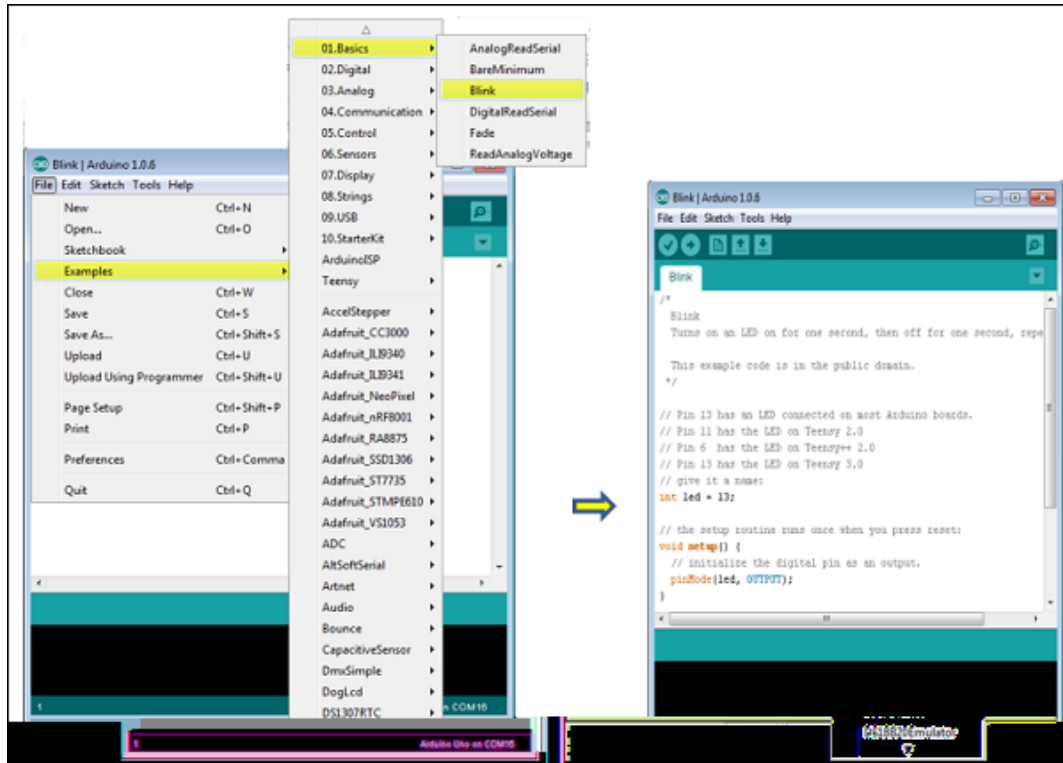 01.Basics
02.Digital
03.Analog
04.Communication
05.Control
06.Sensors
07.Display
08.Strings
09.USB
10.StarterKit
ArduinoISP
Teensy
AccelStepper
Adafruit_CC3000
Adafruit_ILI9340
Adafruit_ILI9341
Adafruit_NeoPixel
Adafruit_nRF8001
Adafruit_RA8875
Adafruit_SSD1306
Adafruit_ST7735
Adafruit_STMPE610
Adafruit_VS1053
ADC
AltSoftSerial
Artnet
Audio
Bounce
CapacitiveSensor
DmxSimple
DogLcd
DS1307RTC
AnalogReadSerial
BareMinimum
Blink
DigitalReadSerial
Fade
ReadAnalogVoltage
Blink | Arduino 1.0.6
File Edit Sketch Tools Help
New Ctrl+N
Open... Ctrl+O
Sketchbook
Examples
Close Ctrl+W
Save Ctrl+S
Save As... Ctrl+Shift+S
Upload Ctrl+U
Upload Using Programmer Ctrl+Shift+U
Page Setup Ctrl+Shift+P
Print Ctrl+P
Preferences Ctrl+Comma
Quit Ctrl+Q
1 n COM16
1 Arduino Uno on COM16
Blink | Arduino 1.0.6
File Edit Sketch Tools Help
Blink
/*
Blink
Turns on an LED on for one second, then off for one second, repe
This example code is in the public domain.
*/
// Pin 13 has an LED connected on most Arduino boards.
// Pin 11 has the LED on Teensy 2.0
// Pin 6 has the LED on Teensy++ 2.0
// Pin 13 has the LED on Teensy 3.0
// give it a name:
int led = 13;
// the setup routine runs once when you press reset:
void setup() {
// initialize the digital pin as an output.
pinMode(led, OUTPUT);
}